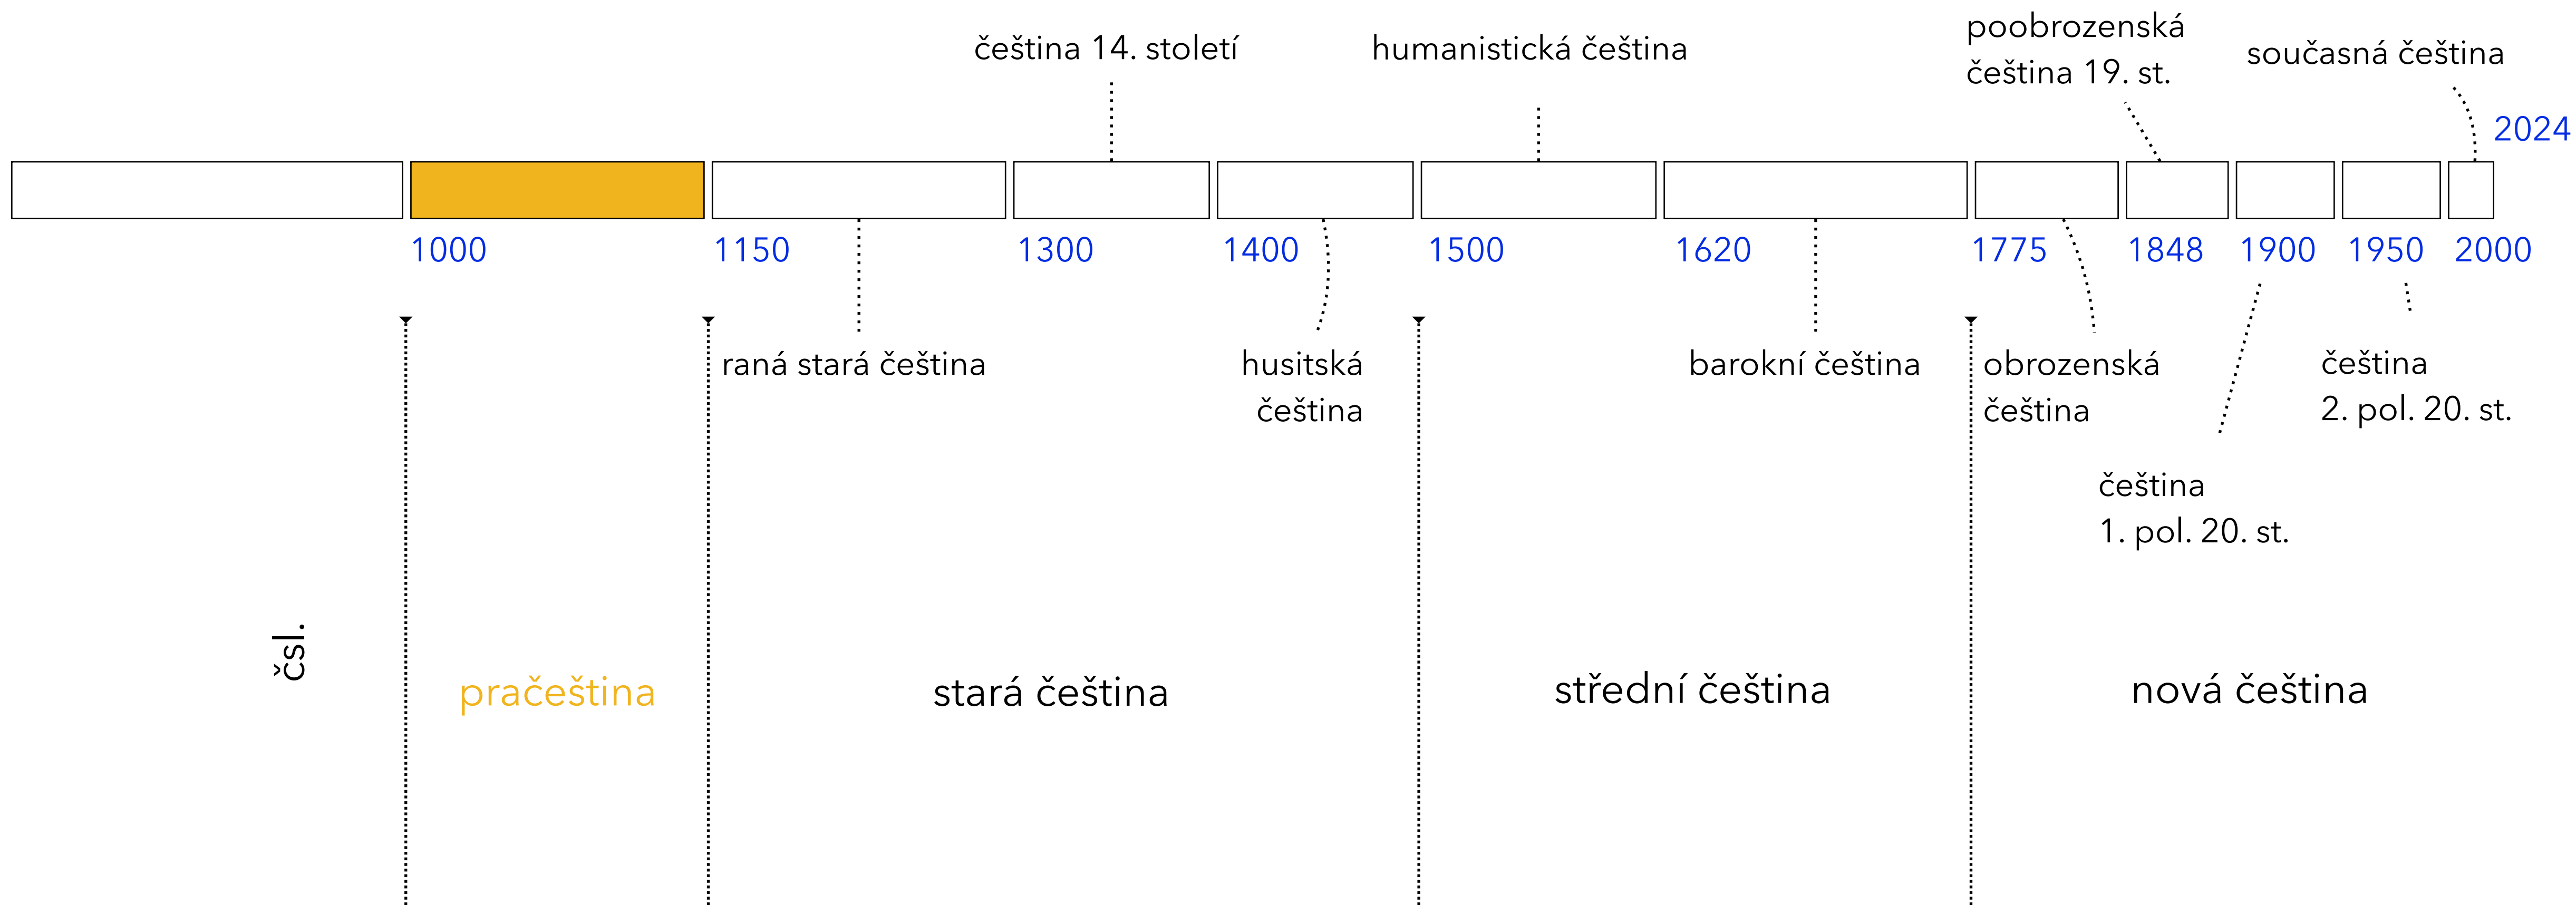 čeština 14. století
humanistická čeština
poobrozenská
čeština 19. st.
současná čeština
2024
1000
1150
1300
1400
1500
1620
1775
1848
1900
1950
2000
raná stará čeština
husitská
čeština
barokní čeština
obrozenská
čeština
čeština
2. pol. 20. st.
čeština
1. pol. 20. st.
čsl.
pračeština
stará čeština
střední čeština
nová čeština